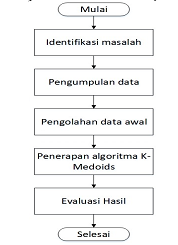 Mulai
Identifikasi masalah
Pengumpulan data
Pengolahan data awal
Penerapan algoritma K-
Medoids
Evaluasi Hasil
Selesai